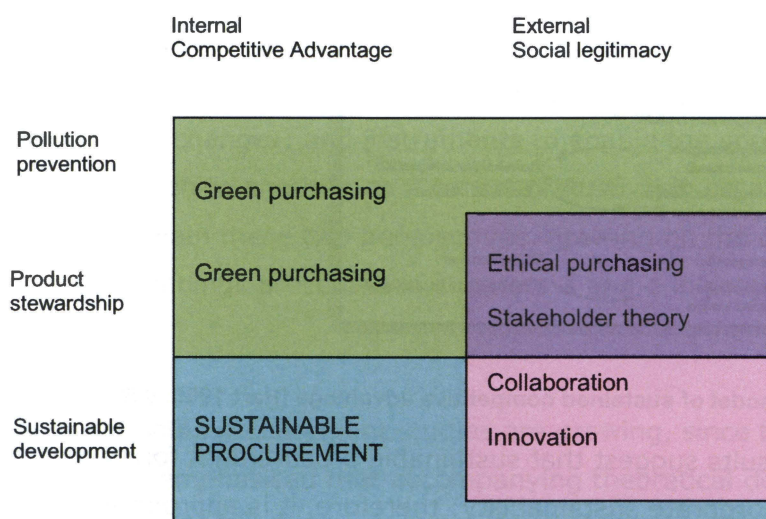 Internal
Competitive Advantage
External
Social legitimacy
Pollution
prevention
Green purchasing
Product
stewardship
Green purchasing
Ethical purchasing
Stakeholder theory
Sustainable
development
SUSTAINABLE
PROCUREMENT
Collaboration
Innovation